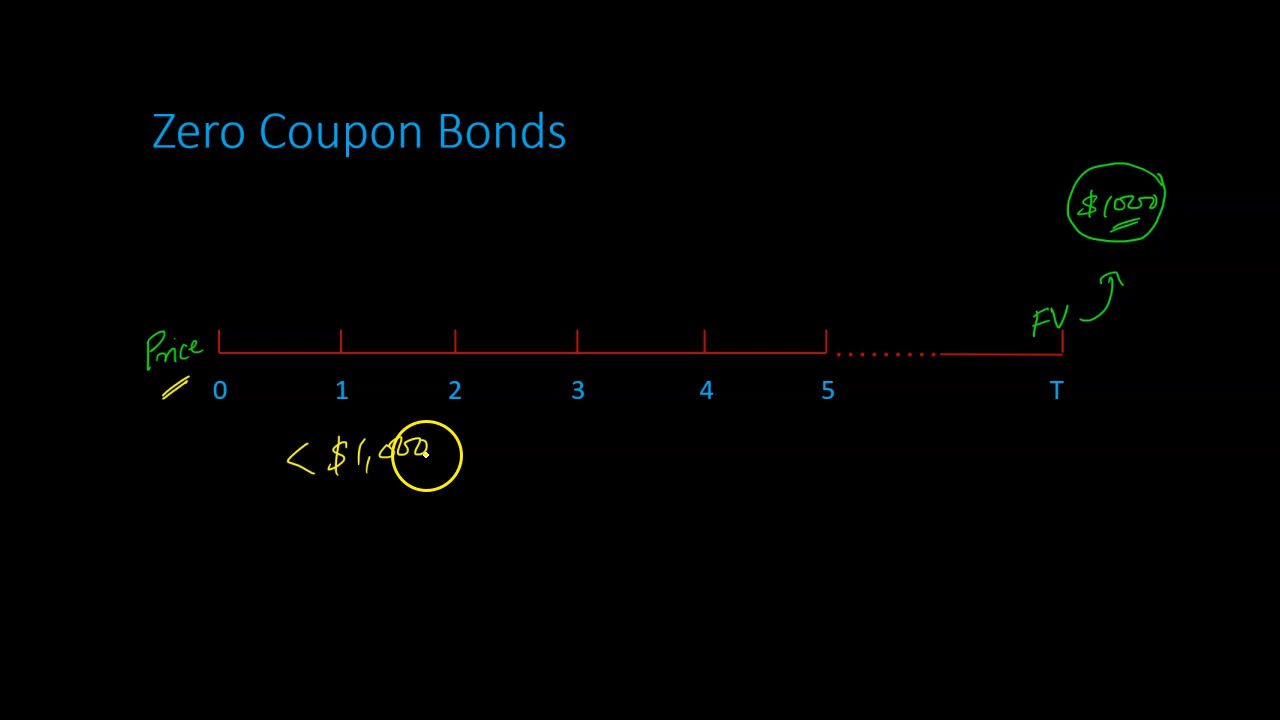 Zero Coupon Bonds
$1000
FV
Price
0 1 2 3 4 5 T
< $1,000